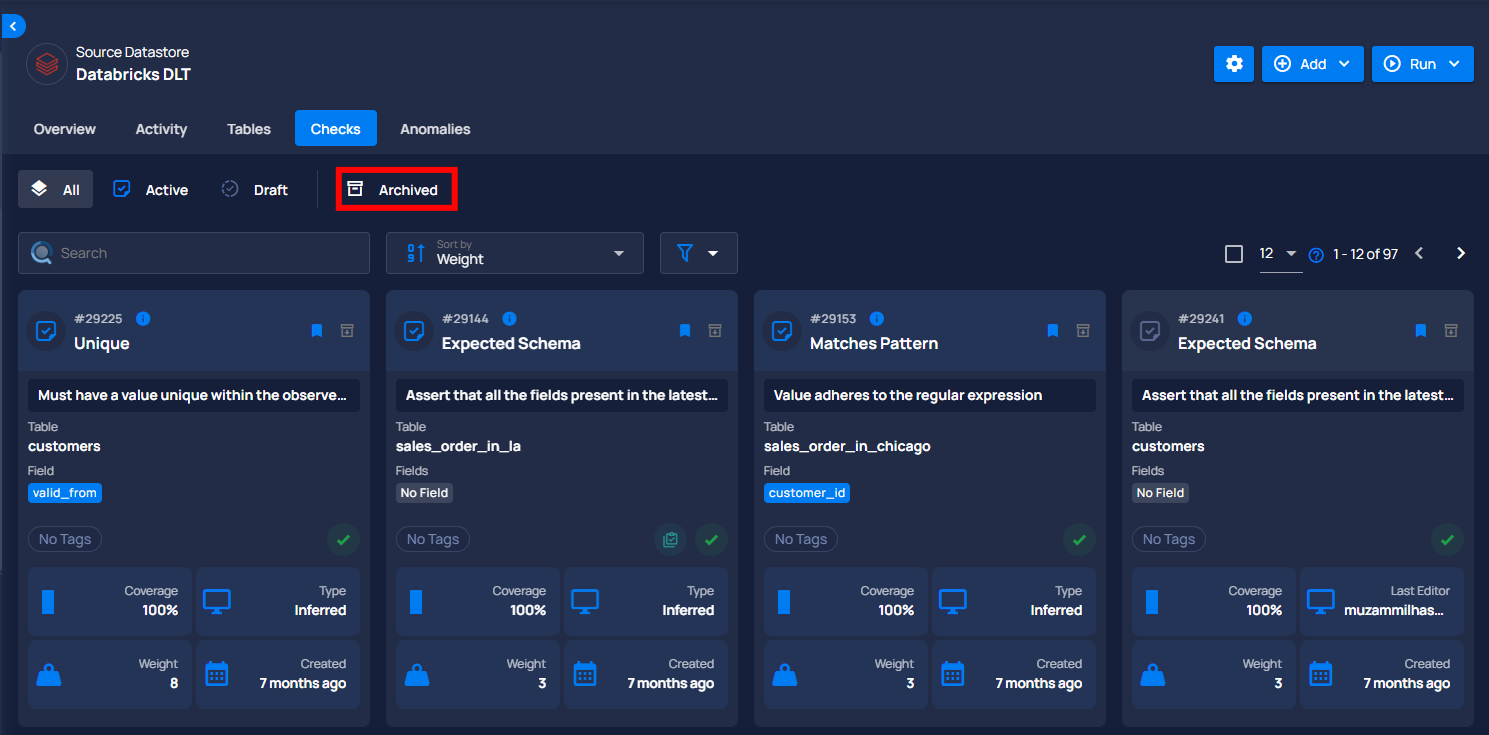 Source Datastore
Databricks DLT
Add
Run
Overview
Activity
Tables
Checks
Anomalies
All
Active
Draft
Archived
Search
Sort by
Weight
12
1 - 12 of 97
#29225
Unique
Must have a value unique within the observe...
Table
customers
Field
valid_from
No Tags
Coverage
100%
Type
Inferred
Weight
8
Created
7 months ago
#29144
Expected Schema
Assert that all the fields present in the latest...
Table
sales_order_in_la
Fields
No Field
No Tags
Coverage
100%
Type
Inferred
Weight
3
Created
7 months ago
#29153
Matches Pattern
Value adheres to the regular expression
Table
sales_order_in_chicago
Field
customer_id
No Tags
Coverage
100%
Type
Inferred
Weight
3
Created
7 months ago
#29241
Expected Schema
Assert that all the fields present in the latest...
Table
customers
Fields
No Field
No Tags
Coverage
100%
Last Editor
muzammilhas...
Weight
3
Created
7 months ago